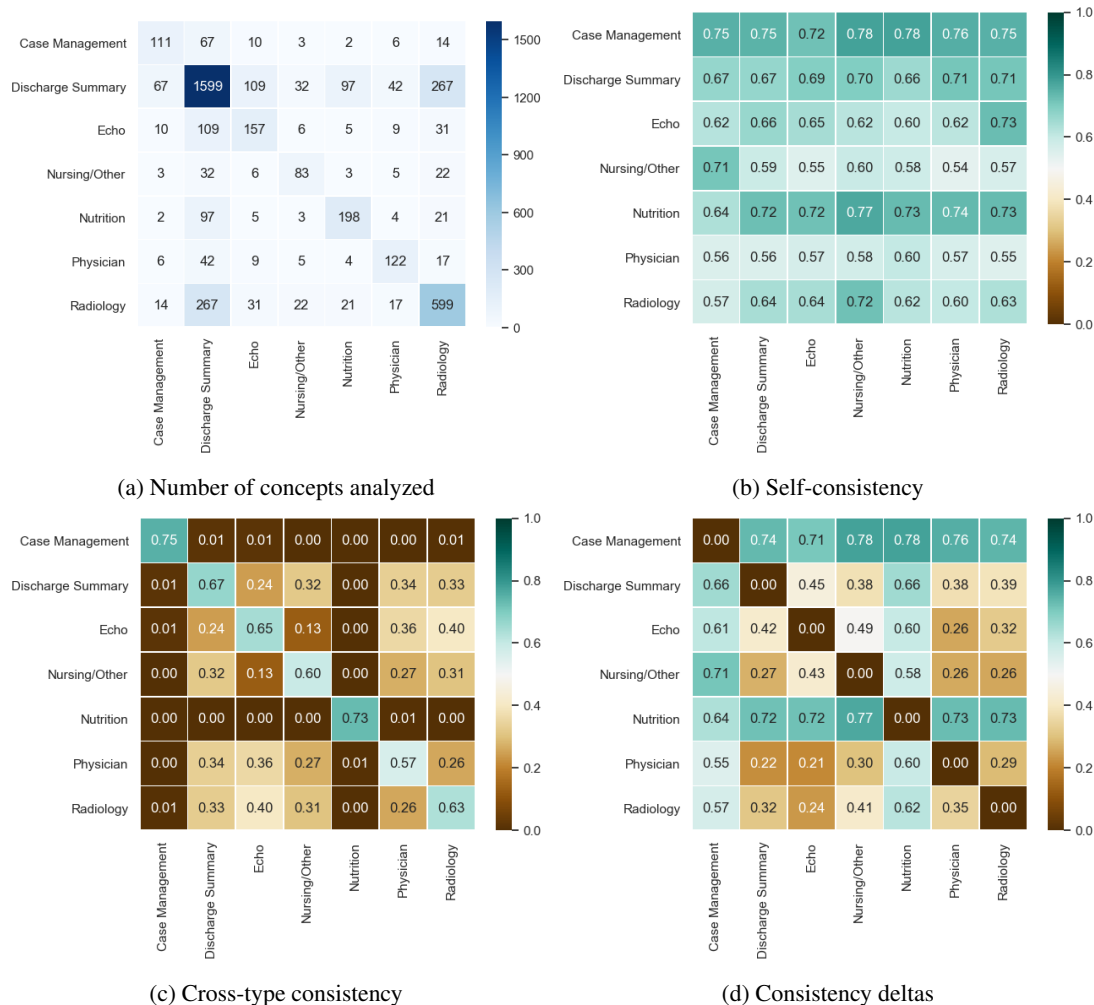 Case Management 111 67 10 3 2 6 14
Discharge Summary 67 1599 109 32 97 42 267
Echo 10 109 157 6 5 9 31
Nursing/Other 3 32 6 83 3 5 22
Nutrition 2 97 5 3 198 4 21
Physician 6 42 9 5 4 122 17
Radiology 14 267 31 22 21 17 599
Case Management
Discharge Summary
Echo
Nursing/Other
Nutrition
Physician
Radiology
1500
1200
900
600
300
0
(a) Number of concepts analyzed
Case Management 0.75 0.75 0.72 0.78 0.78 0.76 0.75
Discharge Summary 0.67 0.67 0.69 0.70 0.66 0.71 0.71
Echo 0.62 0.66 0.65 0.62 0.60 0.62 0.73
Nursing/Other 0.71 0.59 0.55 0.60 0.58 0.54 0.57
Nutrition 0.64 0.72 0.72 0.77 0.73 0.74 0.73
Physician 0.56 0.56 0.57 0.58 0.60 0.57 0.55
Radiology 0.57 0.64 0.64 0.72 0.62 0.60 0.63
Case Management
Discharge Summary
Echo
Nursing/Other
Nutrition
Physician
Radiology
1.0
0.8
0.6
0.4
0.2
0.0
(b) Self-consistency
Case Management 0.75 0.01 0.01 0.00 0.00 0.00 0.01
Discharge Summary 0.01 0.67 0.24 0.32 0.00 0.34 0.33
Echo 0.01 0.24 0.65 0.13 0.00 0.36 0.40
Nursing/Other 0.00 0.32 0.13 0.60 0.00 0.27 0.31
Nutrition 0.00 0.00 0.00 0.00 0.73 0.01 0.00
Physician 0.00 0.34 0.36 0.27 0.01 0.57 0.26
Radiology 0.01 0.33 0.40 0.31 0.00 0.26 0.63
Case Management
Discharge Summary
Echo
Nursing/Other
Nutrition
Physician
Radiology
1.0
0.8
0.6
0.4
0.2
0.0
(c) Cross-type consistency
Case Management 0.00 0.74 0.71 0.78 0.78 0.76 0.74
Discharge Summary 0.66 0.00 0.45 0.38 0.66 0.38 0.39
Echo 0.61 0.42 0.00 0.49 0.60 0.26 0.32
Nursing/Other 0.71 0.27 0.43 0.00 0.58 0.26 0.26
Nutrition 0.64 0.72 0.72 0.77 0.00 0.73 0.73
Physician 0.55 0.22 0.21 0.30 0.60 0.00 0.29
Radiology 0.57 0.32 0.24 0.41 0.62 0.35 0.00
Case Management
Discharge Summary
Echo
Nursing/Other
Nutrition
Physician
Radiology
1.0
0.8
0.6
0.4
0.2
0.0
(d) Consistency deltas